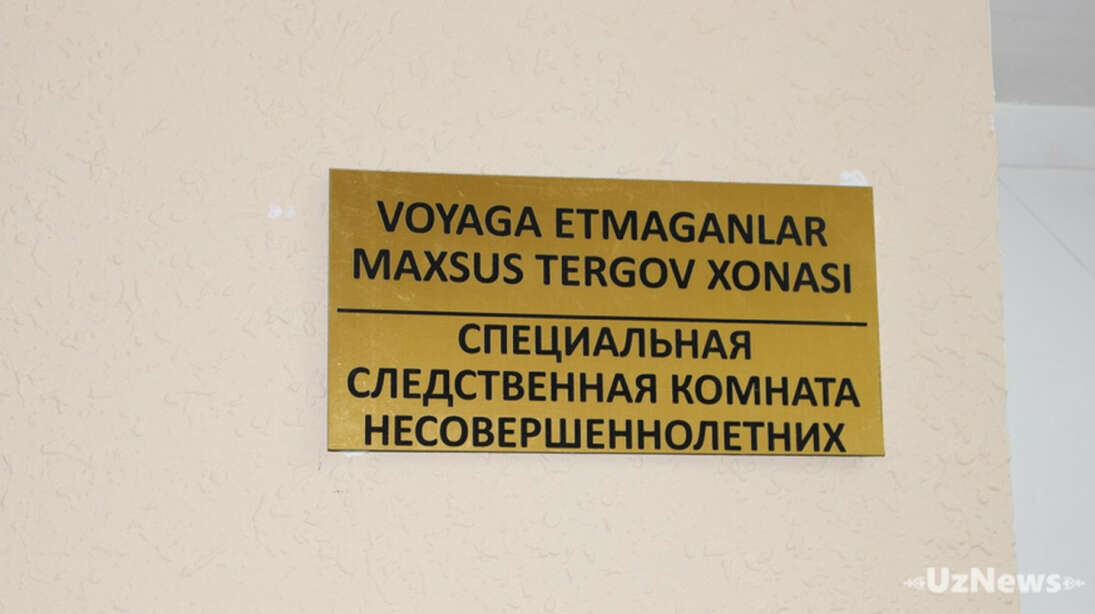 VOYAGA ETMAGANLAR
MAXSUS TERGOV XONASI
СПЕЦИАЛЬНАЯ
СЛЕДСТВЕННАЯ КОМНАТА
НЕСОВЕРШЕННОЛЕТНИХ
UzNews